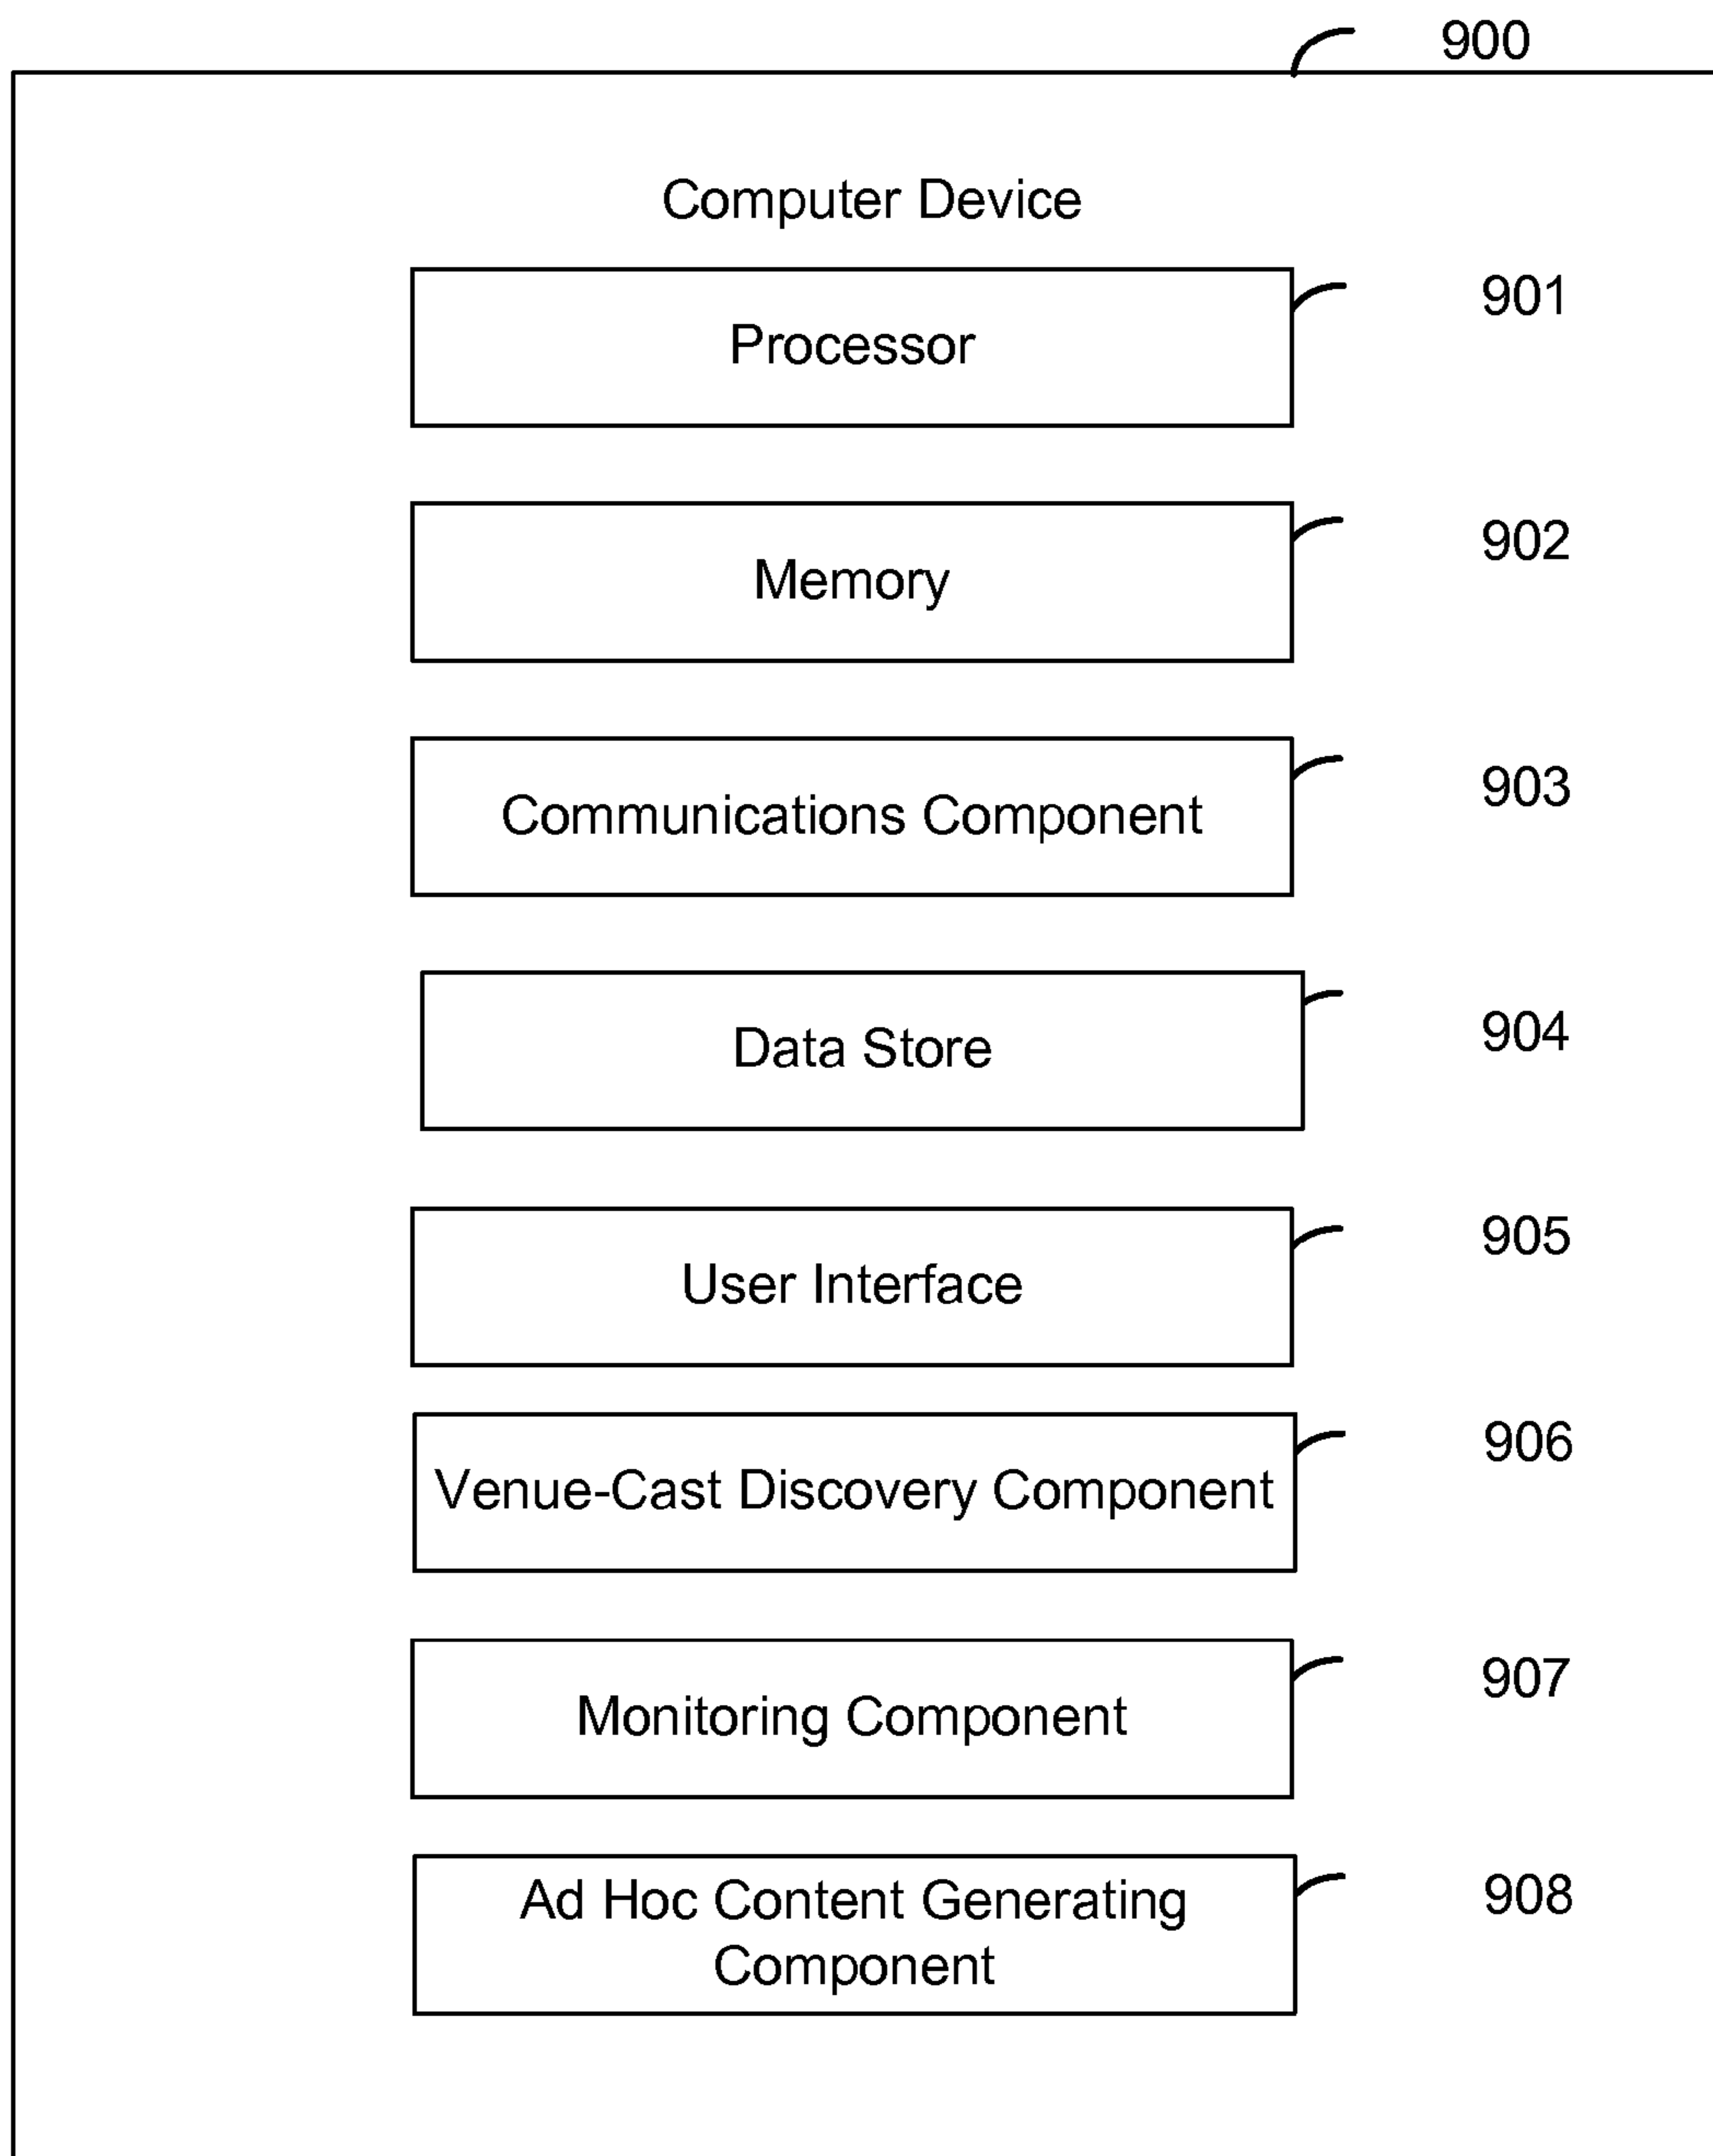 900
Computer Device
901
Processor
902
Memory
903
Communications Component
904
Data Store
905
User Interface
906
Venue-Cast Discovery Component
907
Monitoring Component
908
Ad Hoc Content Generating
Component